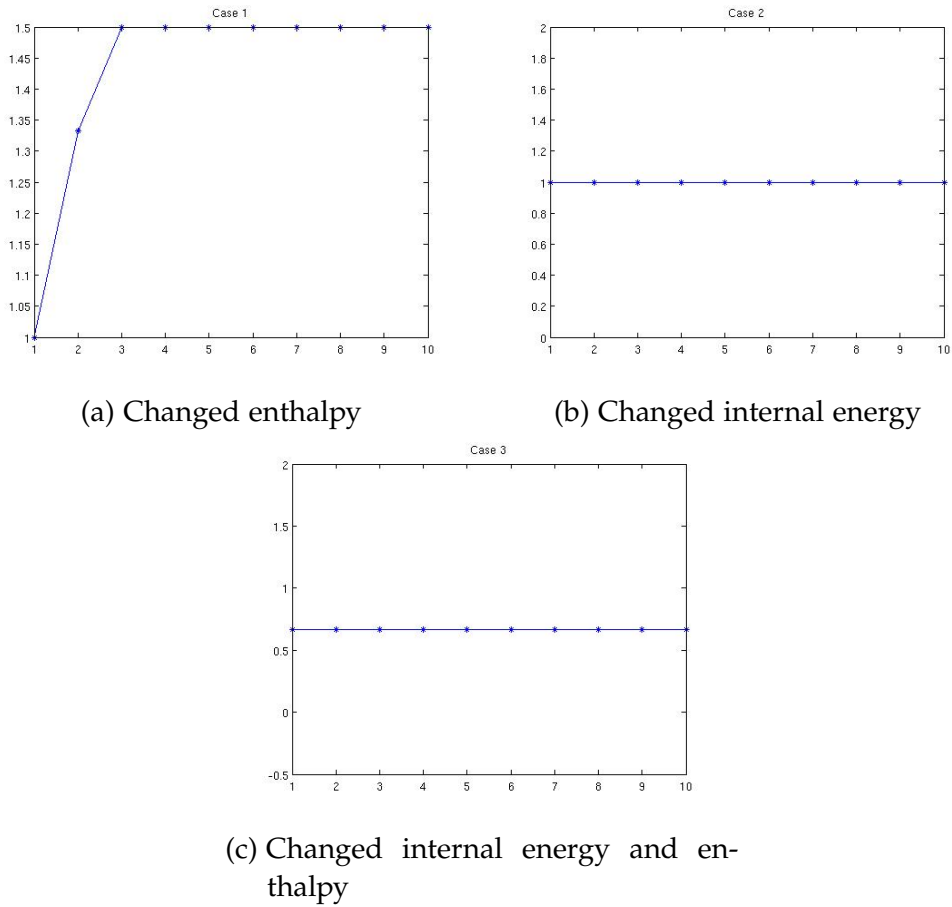 Case 1
1.5
1.45
1.4
1.35
1.3
1.25
1.2
1.15
1.1
1.05
1
1 2 3 4 5 6 7 8 9 10
(a) Changed enthalpy
Case 2
2
1.8
1.6
1.4
1.2
1
0.8
0.6
0.4
0.2
0
1 2 3 4 5 6 7 8 9 10
(b) Changed internal energy
Case 3
2
1.5
1
0.5
0
-0.5
1 2 3 4 5 6 7 8 9 10
(c) Changed internal energy and en-
thalpy